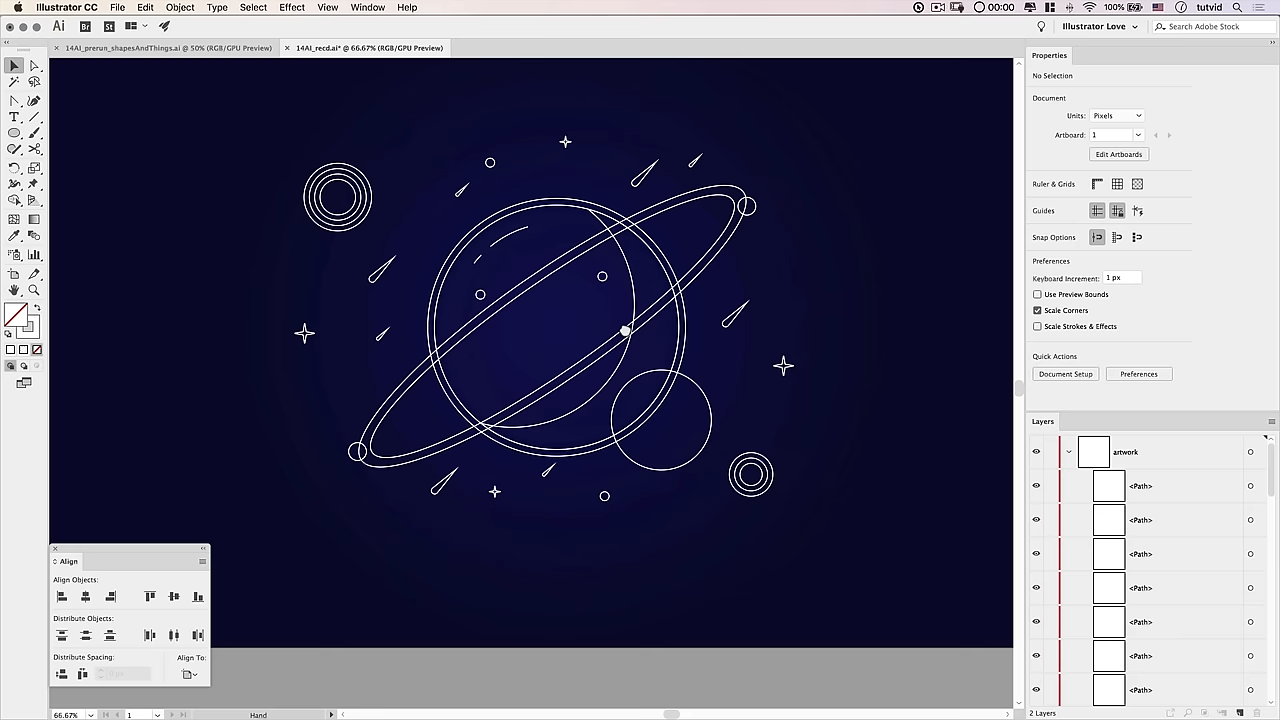 Illustrator CC File Edit Object Type Select Effect View Window Help 00:00 100% tutvid
Ai Br St Illustrator Love Search Adobe Stock
14AI_prerun_shapesAndThings.ai @ 50% (RGB/GPU Preview) 14AI_recd.ai* @ 66.67% (RGB/GPU Preview)
Properties
No Selection
Document
Units: Pixels
Artboard: 1
Edit Artboards
Ruler & Grids
Guides
Snap Options
Preferences
Keyboard Increment: 1 px
Use Preview Bounds
Scale Corners
Scale Strokes & Effects
Quick Actions
Document Setup Preferences
Layers
artwork
<Path>
<Path>
<Path>
<Path>
<Path>
<Path>
<Path>
2 Layers
Align
Align Objects:
Distribute Objects:
Distribute Spacing: Align To:
66.67% 1 Hand